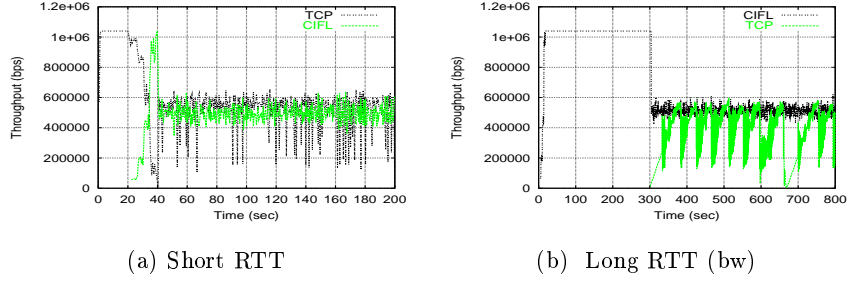 1.2e+06
1e+06
800000
600000
400000
200000
0
Throughput (bps)
TCP
CIFL
0 20 40 60 80 100 120 140 160 180 200
Time (sec)
(a) Short RTT
1.2e+06
1e+06
800000
600000
400000
200000
0
Throughput (bps)
CIFL
TCP
0 100 200 300 400 500 600 700 800
Time (sec)
(b) Long RTT (bw)